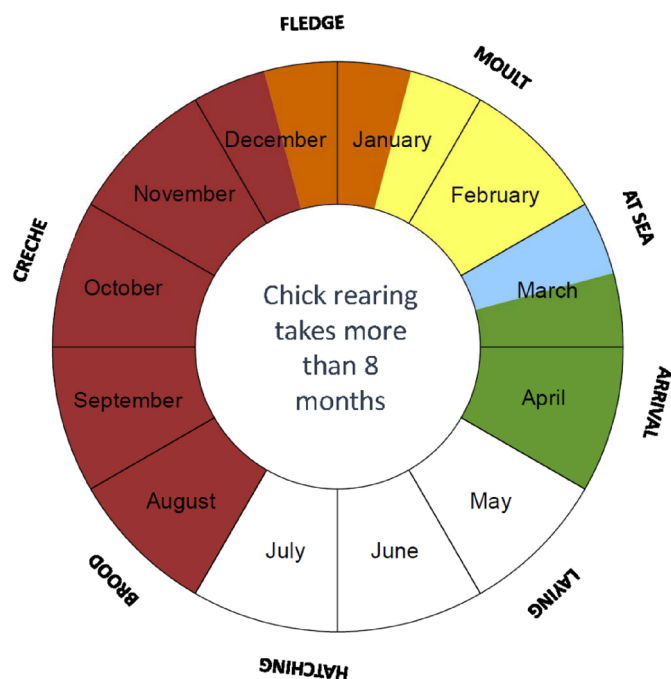 FLEDGE
MOULT
AT SEA
ARRIVAL
LAYING
HATCHING
BROOD
CRECHE
January
February
March
April
May
June
July
August
September
October
November
December
Chick rearing
takes more
than 8
months